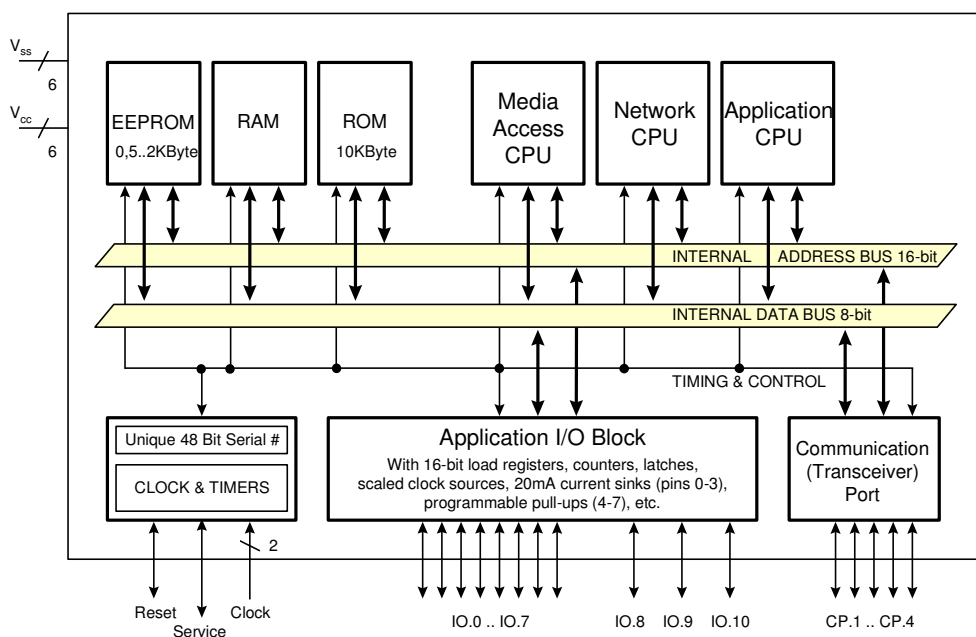 Vss
6
Vcc
6
EEPROM
0,5..2KByte
RAM
ROM
10KByte
Media
Access
CPU
Network
CPU
Application
CPU
INTERNAL ADDRESS BUS 16-bit
INTERNAL DATA BUS 8-bit
TIMING & CONTROL
Unique 48 Bit Serial #
CLOCK & TIMERS
Application I/O Block
With 16-bit load registers, counters, latches,
scaled clock sources, 20mA current sinks (pins 0-3),
programmable pull-ups (4-7), etc.
Communication
(Transceiver)
Port
2
Reset
Service
Clock
IO.0 .. IO.7
IO.8
IO.9
IO.10
CP.1 .. CP.4